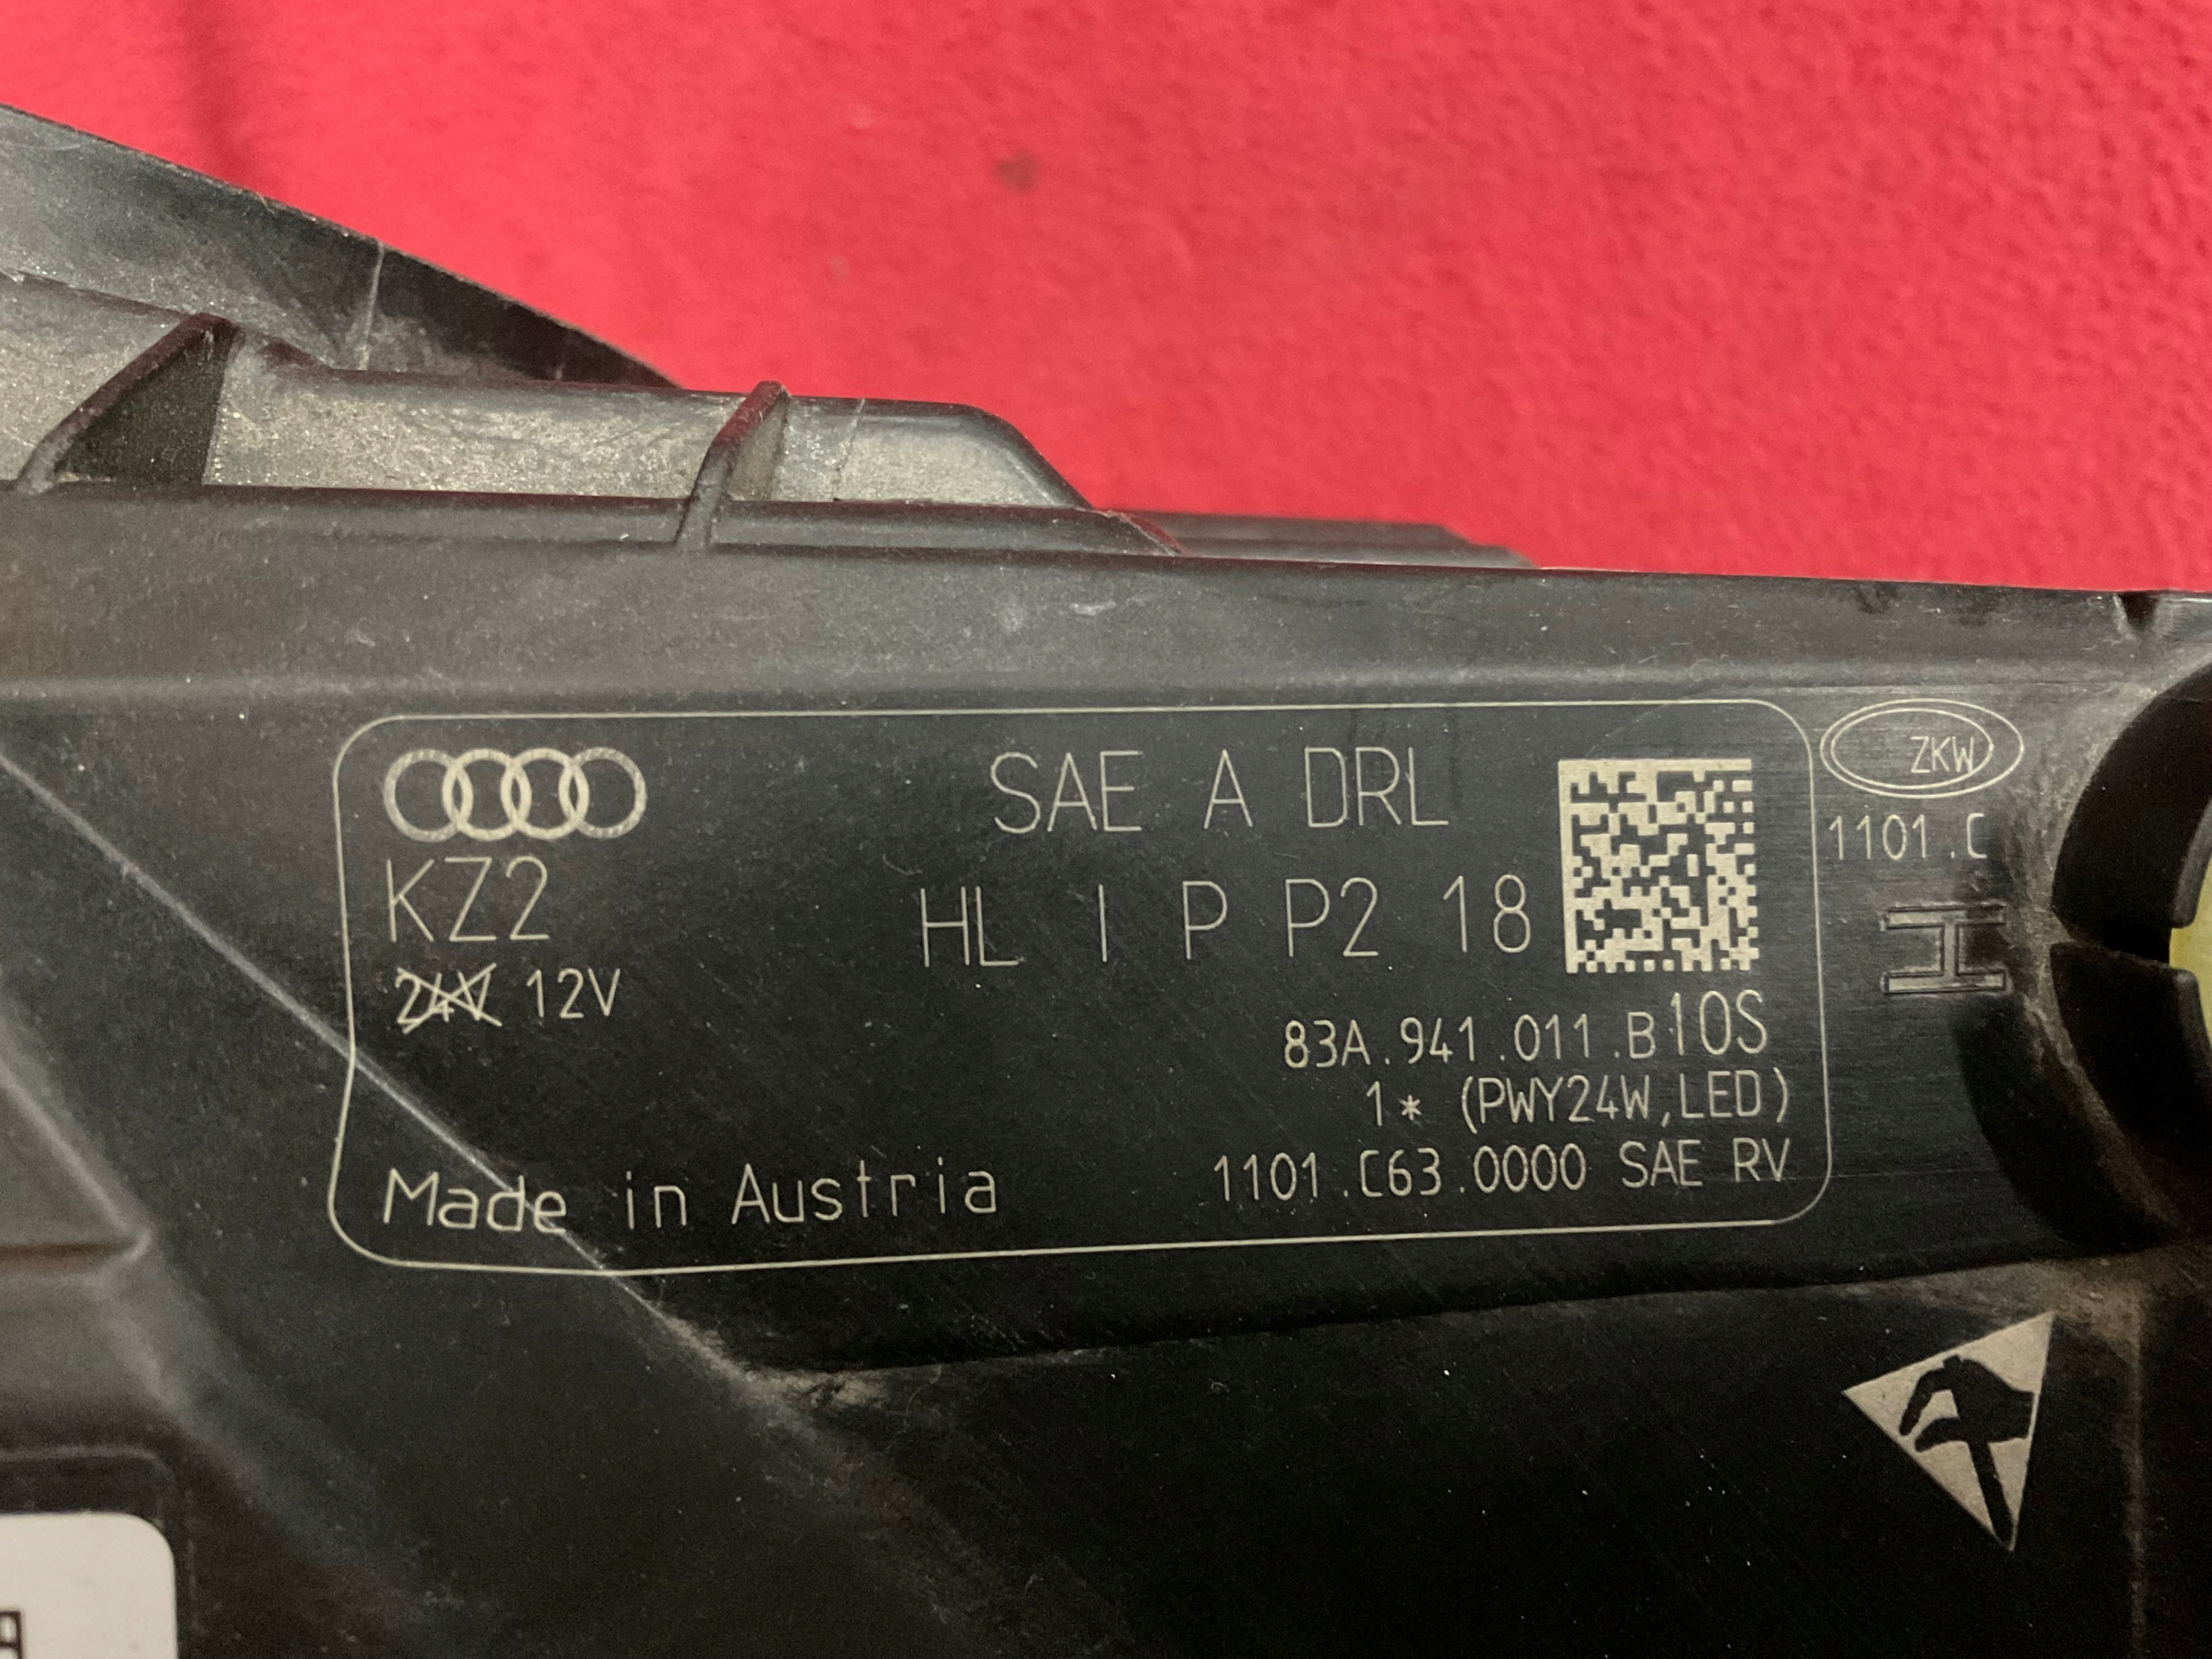 SAE A DRL
KZ2
HL I P P2 18
24V 12V
83A.941.011.B10S
1* (PWY24W,LED)
Made in Austria
1101.C63.0000 SAE RV
ZKW
1101.C
H